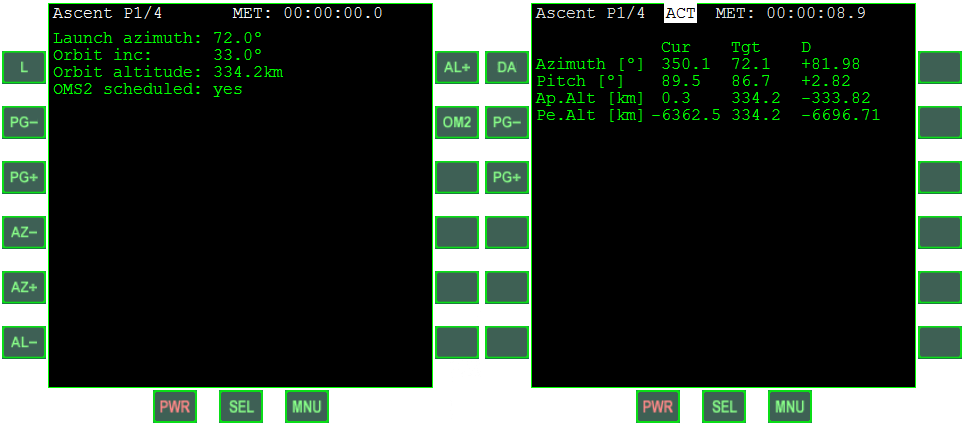 Ascent P1/4 MET: 00:00:00.0
Launch azimuth: 72.0°
Orbit inc: 33.0°
Orbit altitude: 334.2km
OMS2 scheduled: yes
L
PG−
PG+
AZ−
AZ+
AL−
AL+
OM2
PWR SEL MNU
Ascent P1/4 ACT MET: 00:00:08.9
Cur Tgt D
Azimuth [°] 350.1 72.1 +81.98
Pitch [°] 89.5 86.7 +2.82
Ap.Alt [km] 0.3 334.2 -333.82
Pe.Alt [km] -6362.5 334.2 -6696.71
DA
PG−
PG+
PWR SEL MNU